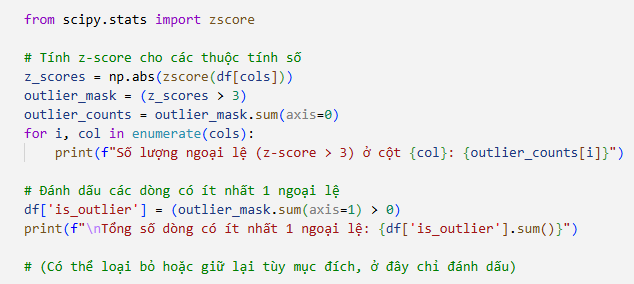 from scipy.stats import zscore
# Tính z-score cho các thuộc tính số
z_scores = np.abs(zscore(df[cols]))
outlier_mask = (z_scores > 3)
outlier_counts = outlier_mask.sum(axis=0)
for i, col in enumerate(cols):
    print(f"Số lượng ngoại lệ (z-score > 3) ở cột {col}: {outlier_counts[i]}")
# Đánh dấu các dòng có ít nhất 1 ngoại lệ
df['is_outlier'] = (outlier_mask.sum(axis=1) > 0)
print(f"\nTổng số dòng có ít nhất 1 ngoại lệ: {df['is_outlier'].sum()}")
# (Có thể loại bỏ hoặc giữ lại tùy mục đích, ở đây chỉ đánh dấu)